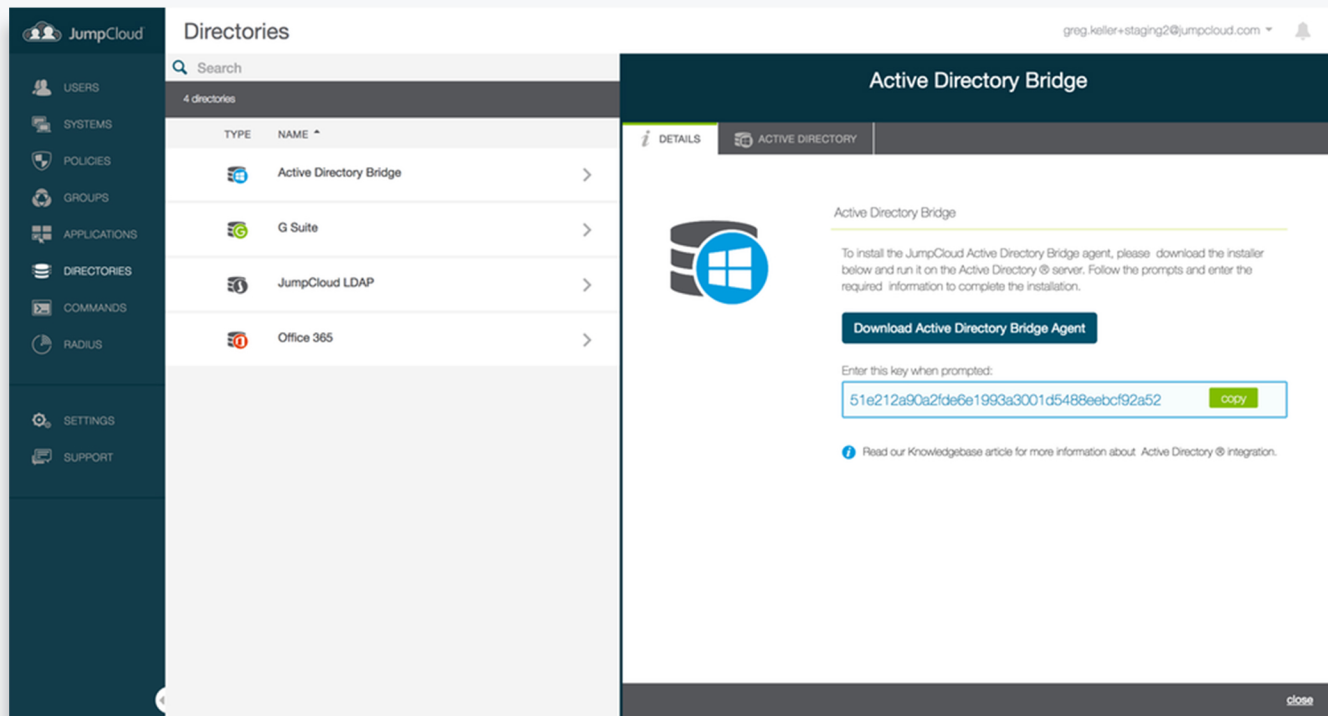 JumpCloud
Directories
greg.keller+staging2@jumpcloud.com
USERS
SYSTEMS
POLICIES
GROUPS
APPLICATIONS
DIRECTORIES
COMMANDS
RADIUS
SETTINGS
SUPPORT
Search
4 directories
TYPE NAME
Active Directory Bridge
G Suite
JumpCloud LDAP
Office 365
Active Directory Bridge
DETAILS
ACTIVE DIRECTORY
Active Directory Bridge
To install the JumpCloud Active Directory Bridge agent, please download the installer
below and run it on the Active Directory ® server. Follow the prompts and enter the
required information to complete the installation.
Download Active Directory Bridge Agent
Enter this key when prompted:
51e212a90a2fde6e1993a3001d5488eebcf92a52
copy
Read our Knowledgebase article for more information about Active Directory ® integration.
close